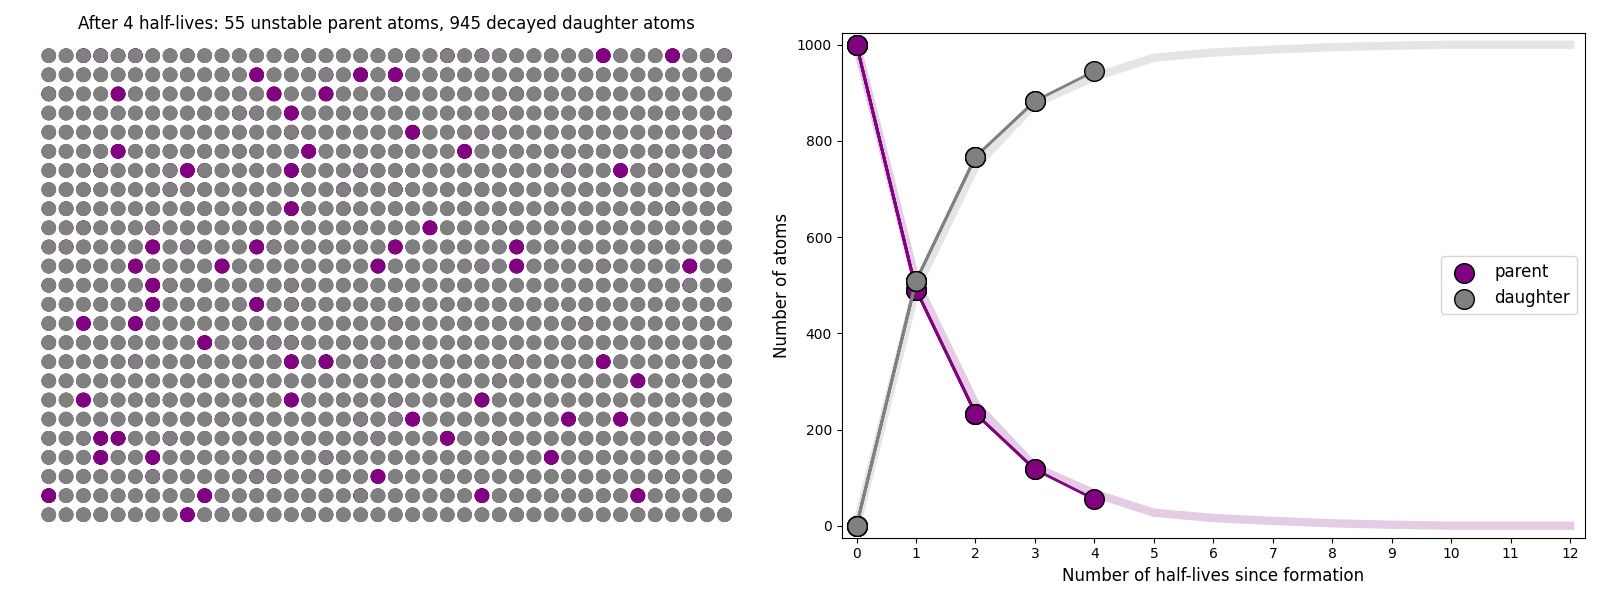 After 4 half-lives: 55 unstable parent atoms, 945 decayed daughter atoms
1000
800
600
400
200
0
Number of atoms
parent
daughter
0 1 2 3 4 5 6 7 8 9 10 11 12
Number of half-lives since formation